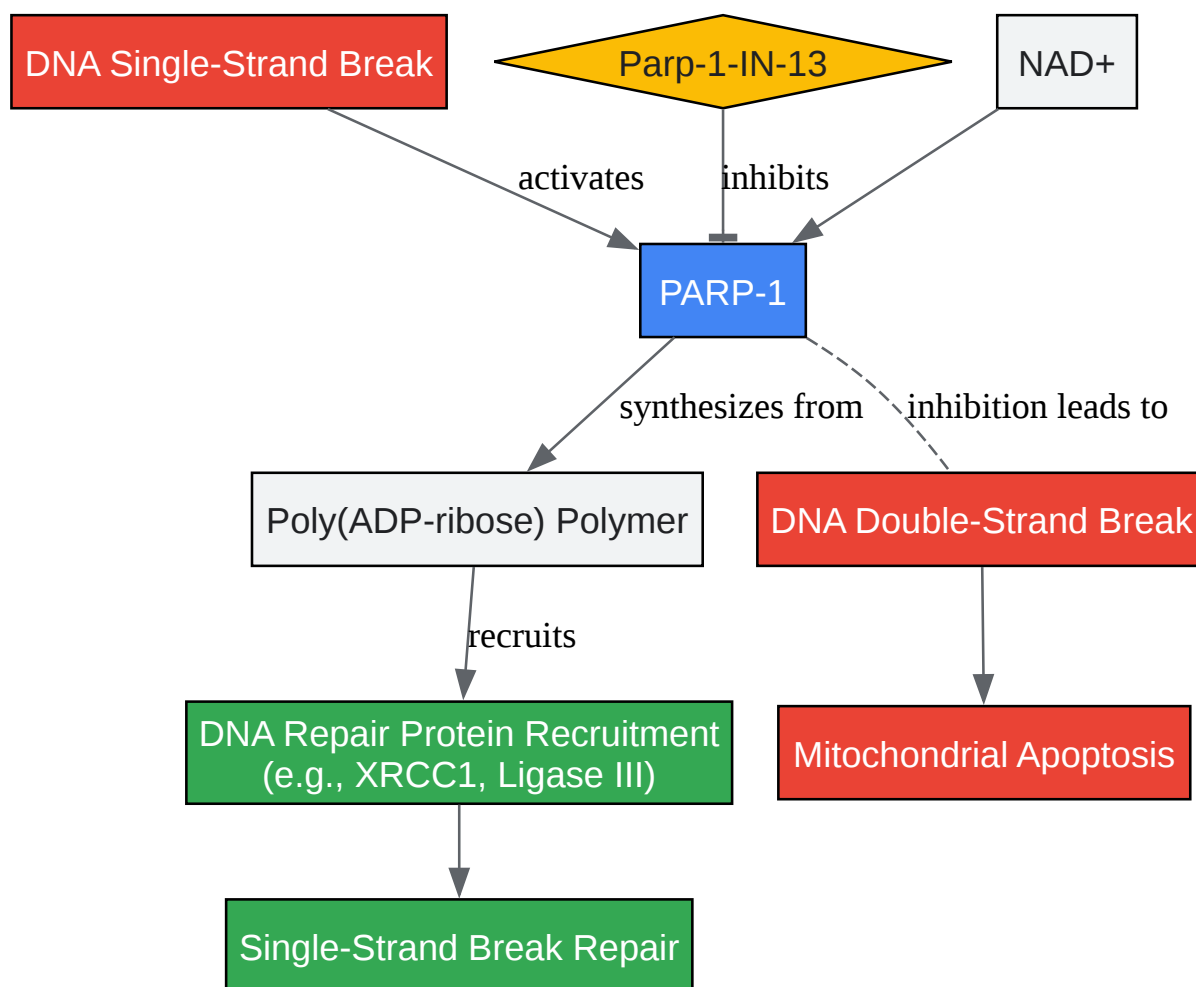 DNA Single-Strand Break
Parp-1-IN-13
NAD+
activates
inhibits
PARP-1
synthesizes from
inhibition leads to
Poly(ADP-ribose) Polymer
DNA Double-Strand Break
recruits
DNA Repair Protein Recruitment
(e.g., XRCC1, Ligase III)
Mitochondrial Apoptosis
Single-Strand Break Repair